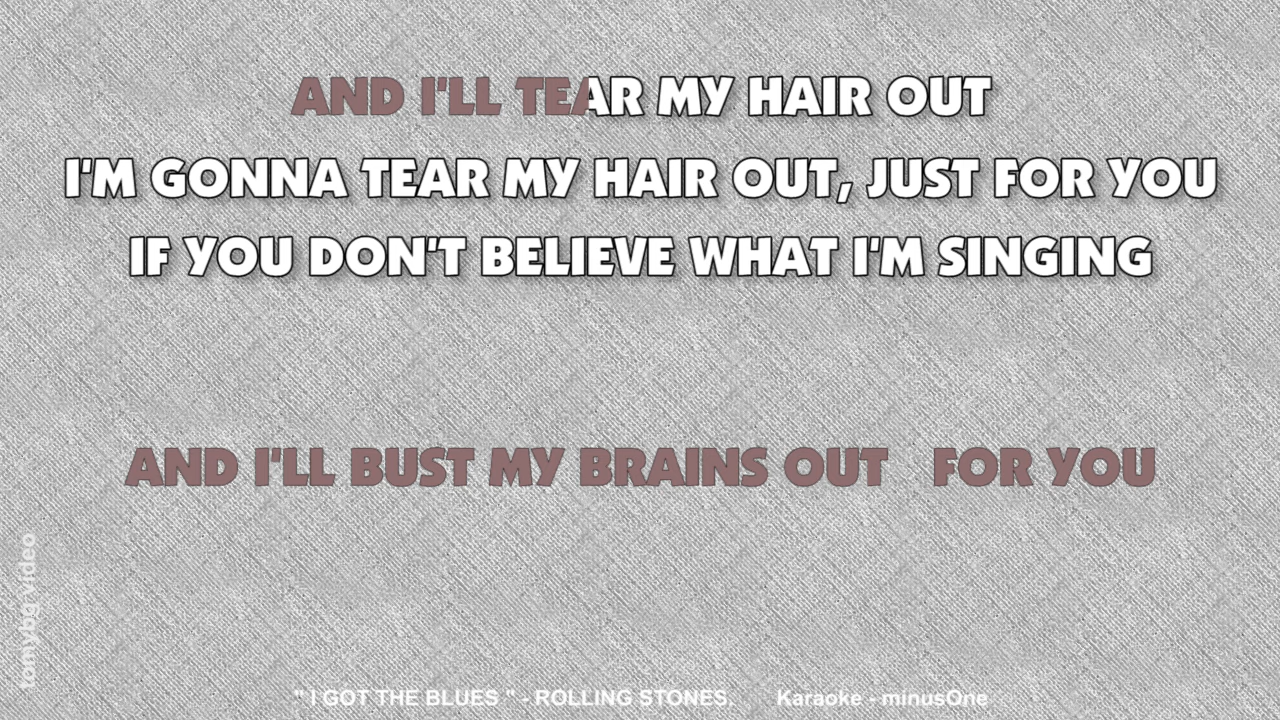 AND I'LL TEAR MY HAIR OUT
I'M GONNA TEAR MY HAIR OUT, JUST FOR YOU
IF YOU DON'T BELIEVE WHAT I'M SINGING
AND I'LL BUST MY BRAINS OUT FOR YOU
tomybg video
" I GOT THE BLUES " - ROLLING STONES. Karaoke - minusOne